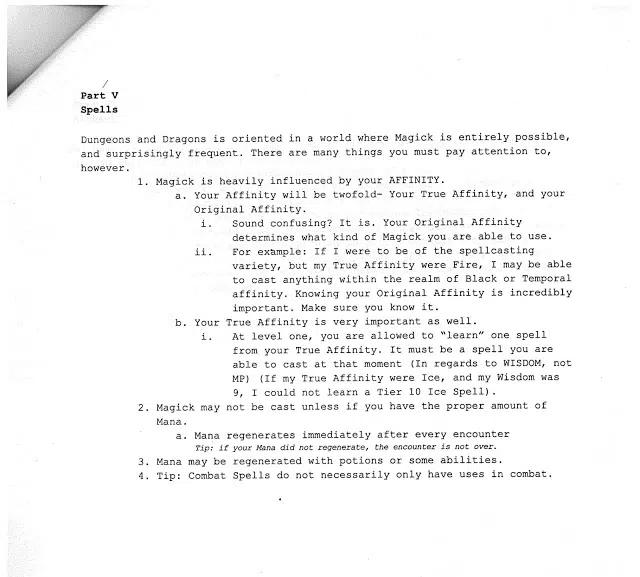 Part V
Spells
Dungeons and Dragons is oriented in a world where Magick is entirely possible,
and surprisingly frequent. There are many things you must pay attention to,
however.
1. Magick is heavily influenced by your AFFINITY.
a. Your Affinity will be twofold- Your True Affinity, and your
Original Affinity.
i. Sound confusing? It is. Your Original Affinity
determines what kind of Magick you are able to use.
ii. For example: If I were to be of the spellcasting
variety, but my True Affinity were Fire, I may be able
to cast anything within the realm of Black or Temporal
affinity. Knowing your Original Affinity is incredibly
important. Make sure you know it.
b. Your True Affinity is very important as well.
i. At level one, you are allowed to "learn" one spell
from your True Affinity. It must be a spell you are
able to cast at that moment (In regards to WISDOM, not
MP) (If my True Affinity were Ice, and my Wisdom was
9, I could not learn a Tier 10 Ice Spell).
2. Magick may not be cast unless if you have the proper amount of
Mana.
a. Mana regenerates immediately after every encounter
Tip: if your Mana did not regenerate, the encounter is not over.
3. Mana may be regenerated with potions or some abilities.
4. Tip: Combat Spells do not necessarily only have uses in combat.